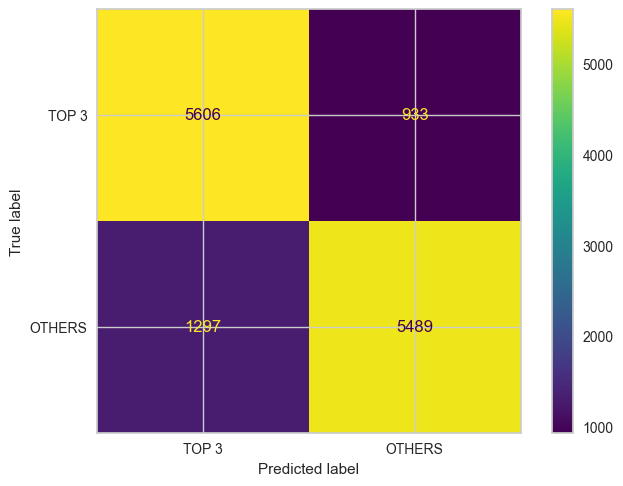 5000
4000
3000
2000
1000
TOP 3
5606
933
OTHERS
1297
5489
True label
TOP 3
OTHERS
Predicted label